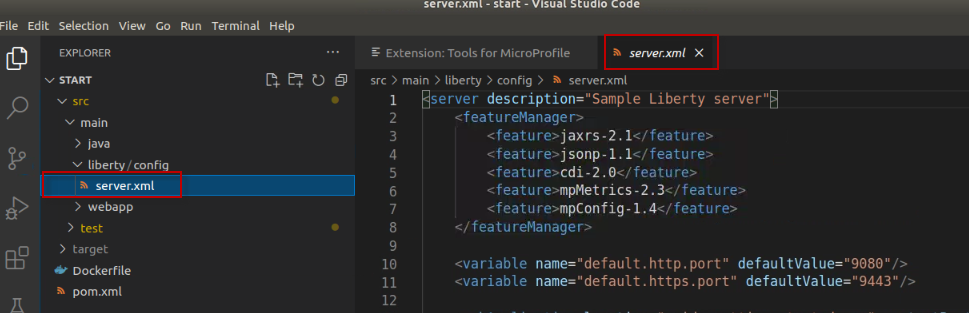 server.xml - start - Visual Studio Code
File Edit Selection View Go Run Terminal Help
EXPLORER ...
START
src
main
java
liberty/config
server.xml
webapp
test
target
Dockerfile
pom.xml
Extension: Tools for MicroProfile
server.xml ×
src > main > liberty > config > server.xml
1 <server description="Sample Liberty server">
2 <featureManager>
3 <feature>jaxrs-2.1</feature>
4 <feature>jsonp-1.1</feature>
5 <feature>cdi-2.0</feature>
6 <feature>mpMetrics-2.3</feature>
7 <feature>mpConfig-1.4</feature>
8 </featureManager>
9
10 <variable name="default.http.port" defaultValue="9080"/>
11 <variable name="default.https.port" defaultValue="9443"/>
12